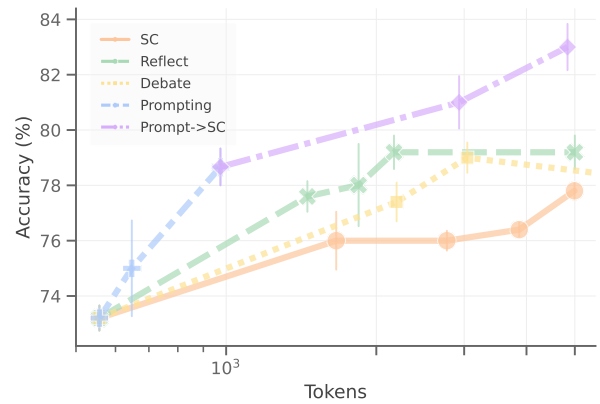 84
82
80
78
76
74
Accuracy (%)
SC
Reflect
Debate
Prompting
Prompt->SC
10³
Tokens